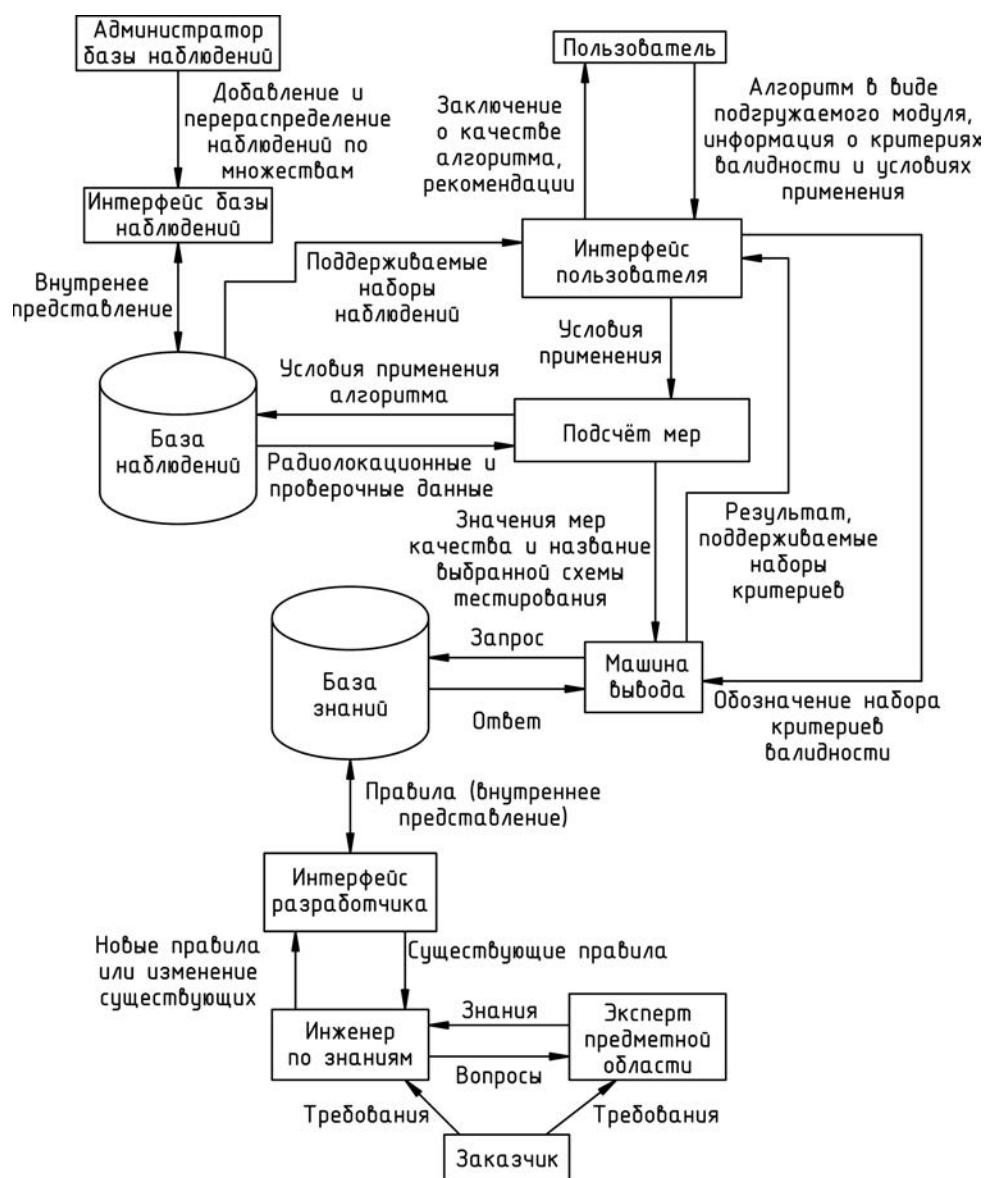 Администратор
базы наблюдений
Пользователь
Добавление и
перераспределение
наблюдений по
множествам
Заключение
о качестве
алгоритма,
рекомендации
Алгоритм в виде
подгружаемого модуля,
информация о критериях
валидности и условиях
применения
Интерфейс базы
наблюдений
Интерфейс
пользователя
Внутренее
представление
Поддерживаемые
наборы
наблюдений
Условия
применения
Условия применения
алгоритма
База
наблюдений
Подсчёт мер
Радиолокационные и
проверочные данные
Значения мер
качества и название
выбранной схемы
тестирования
Результат,
поддерживаемые
наборы
критериев
Запрос
База
знаний
Машина
вывода
Ответ
Обозначение набора
критериев
валидности
Правила (внутреннее
представление)
Интерфейс
разработчика
Новые правила
или изменение
существующих
Существующие правила
Знания
Инженер
по знаниям
Эксперт
предметной
области
Вопросы
Требования
Требования
Заказчик